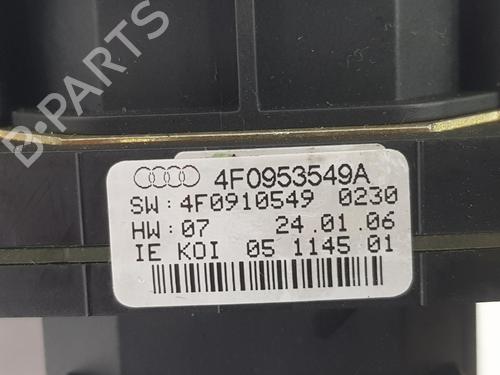 B-PARTS
4F0953549A
SW: 4F0910549 0230
HW: 07 24.01.06
IE KOI 05 1145 01